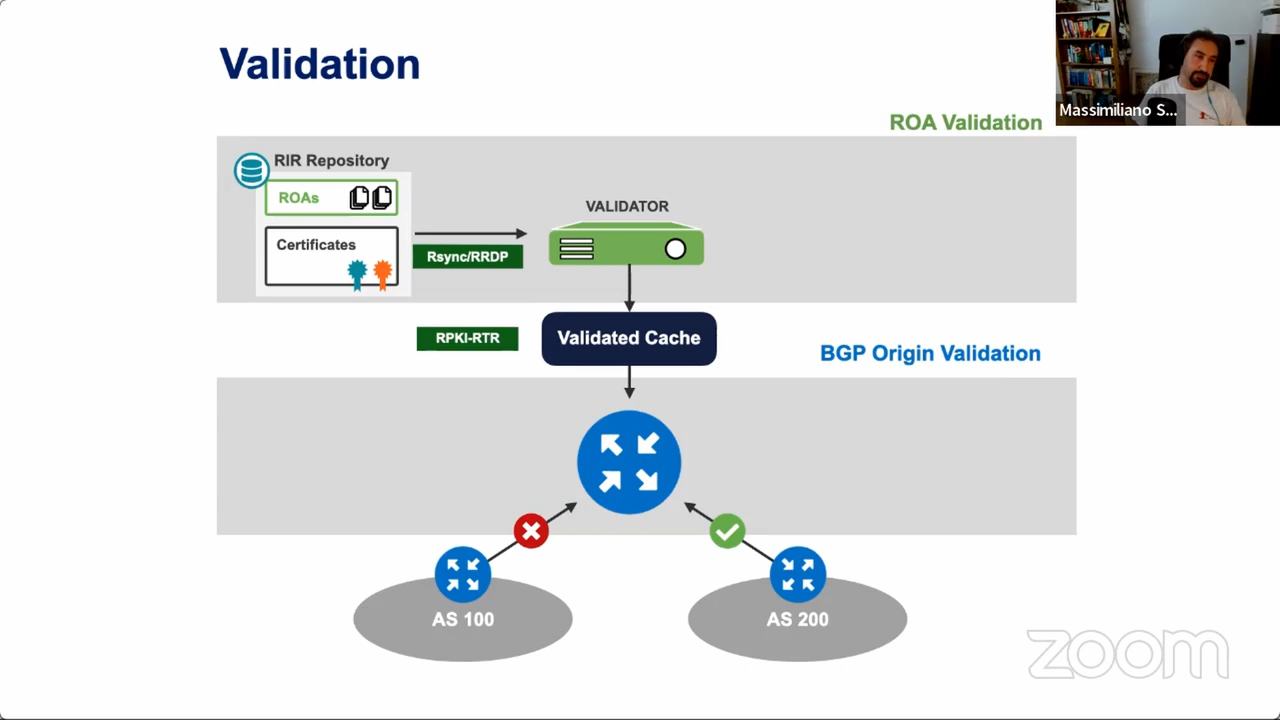 Validation
Massimiliano S...
ROA Validation
RIR Repository
ROAs
Certificates
Rsync/RRDP
VALIDATOR
RPKI-RTR
Validated Cache
BGP Origin Validation
AS 100
AS 200
zoom